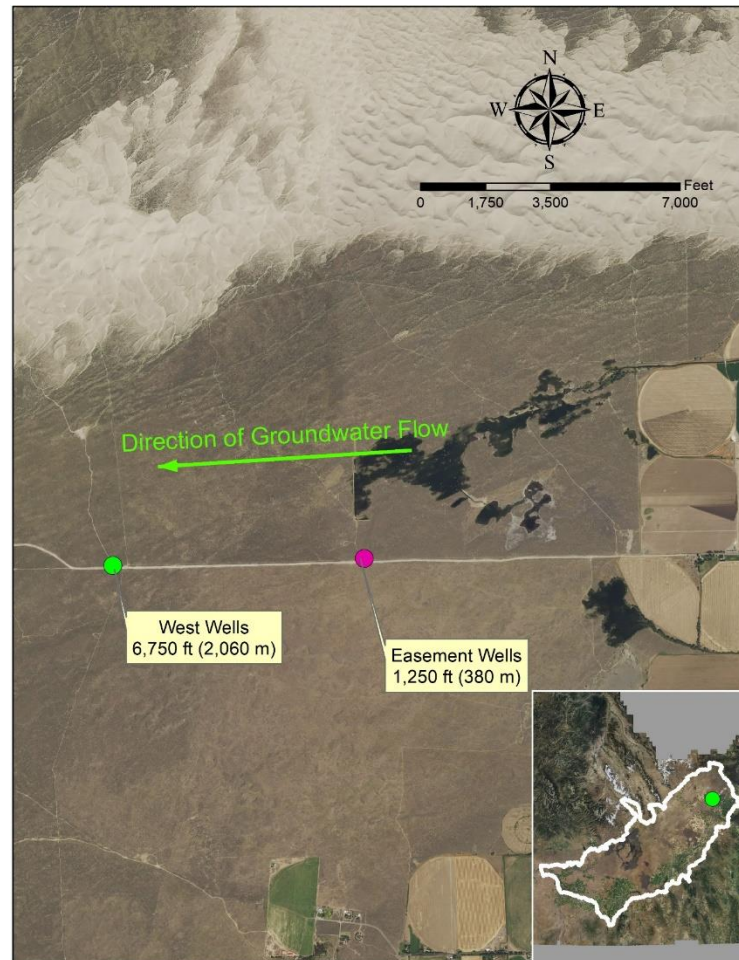 N
W E
S
Feet
0 1,750 3,500 7,000
Direction of Groundwater Flow
West Wells
6,750 ft (2,060 m)
Easement Wells
1,250 ft (380 m)